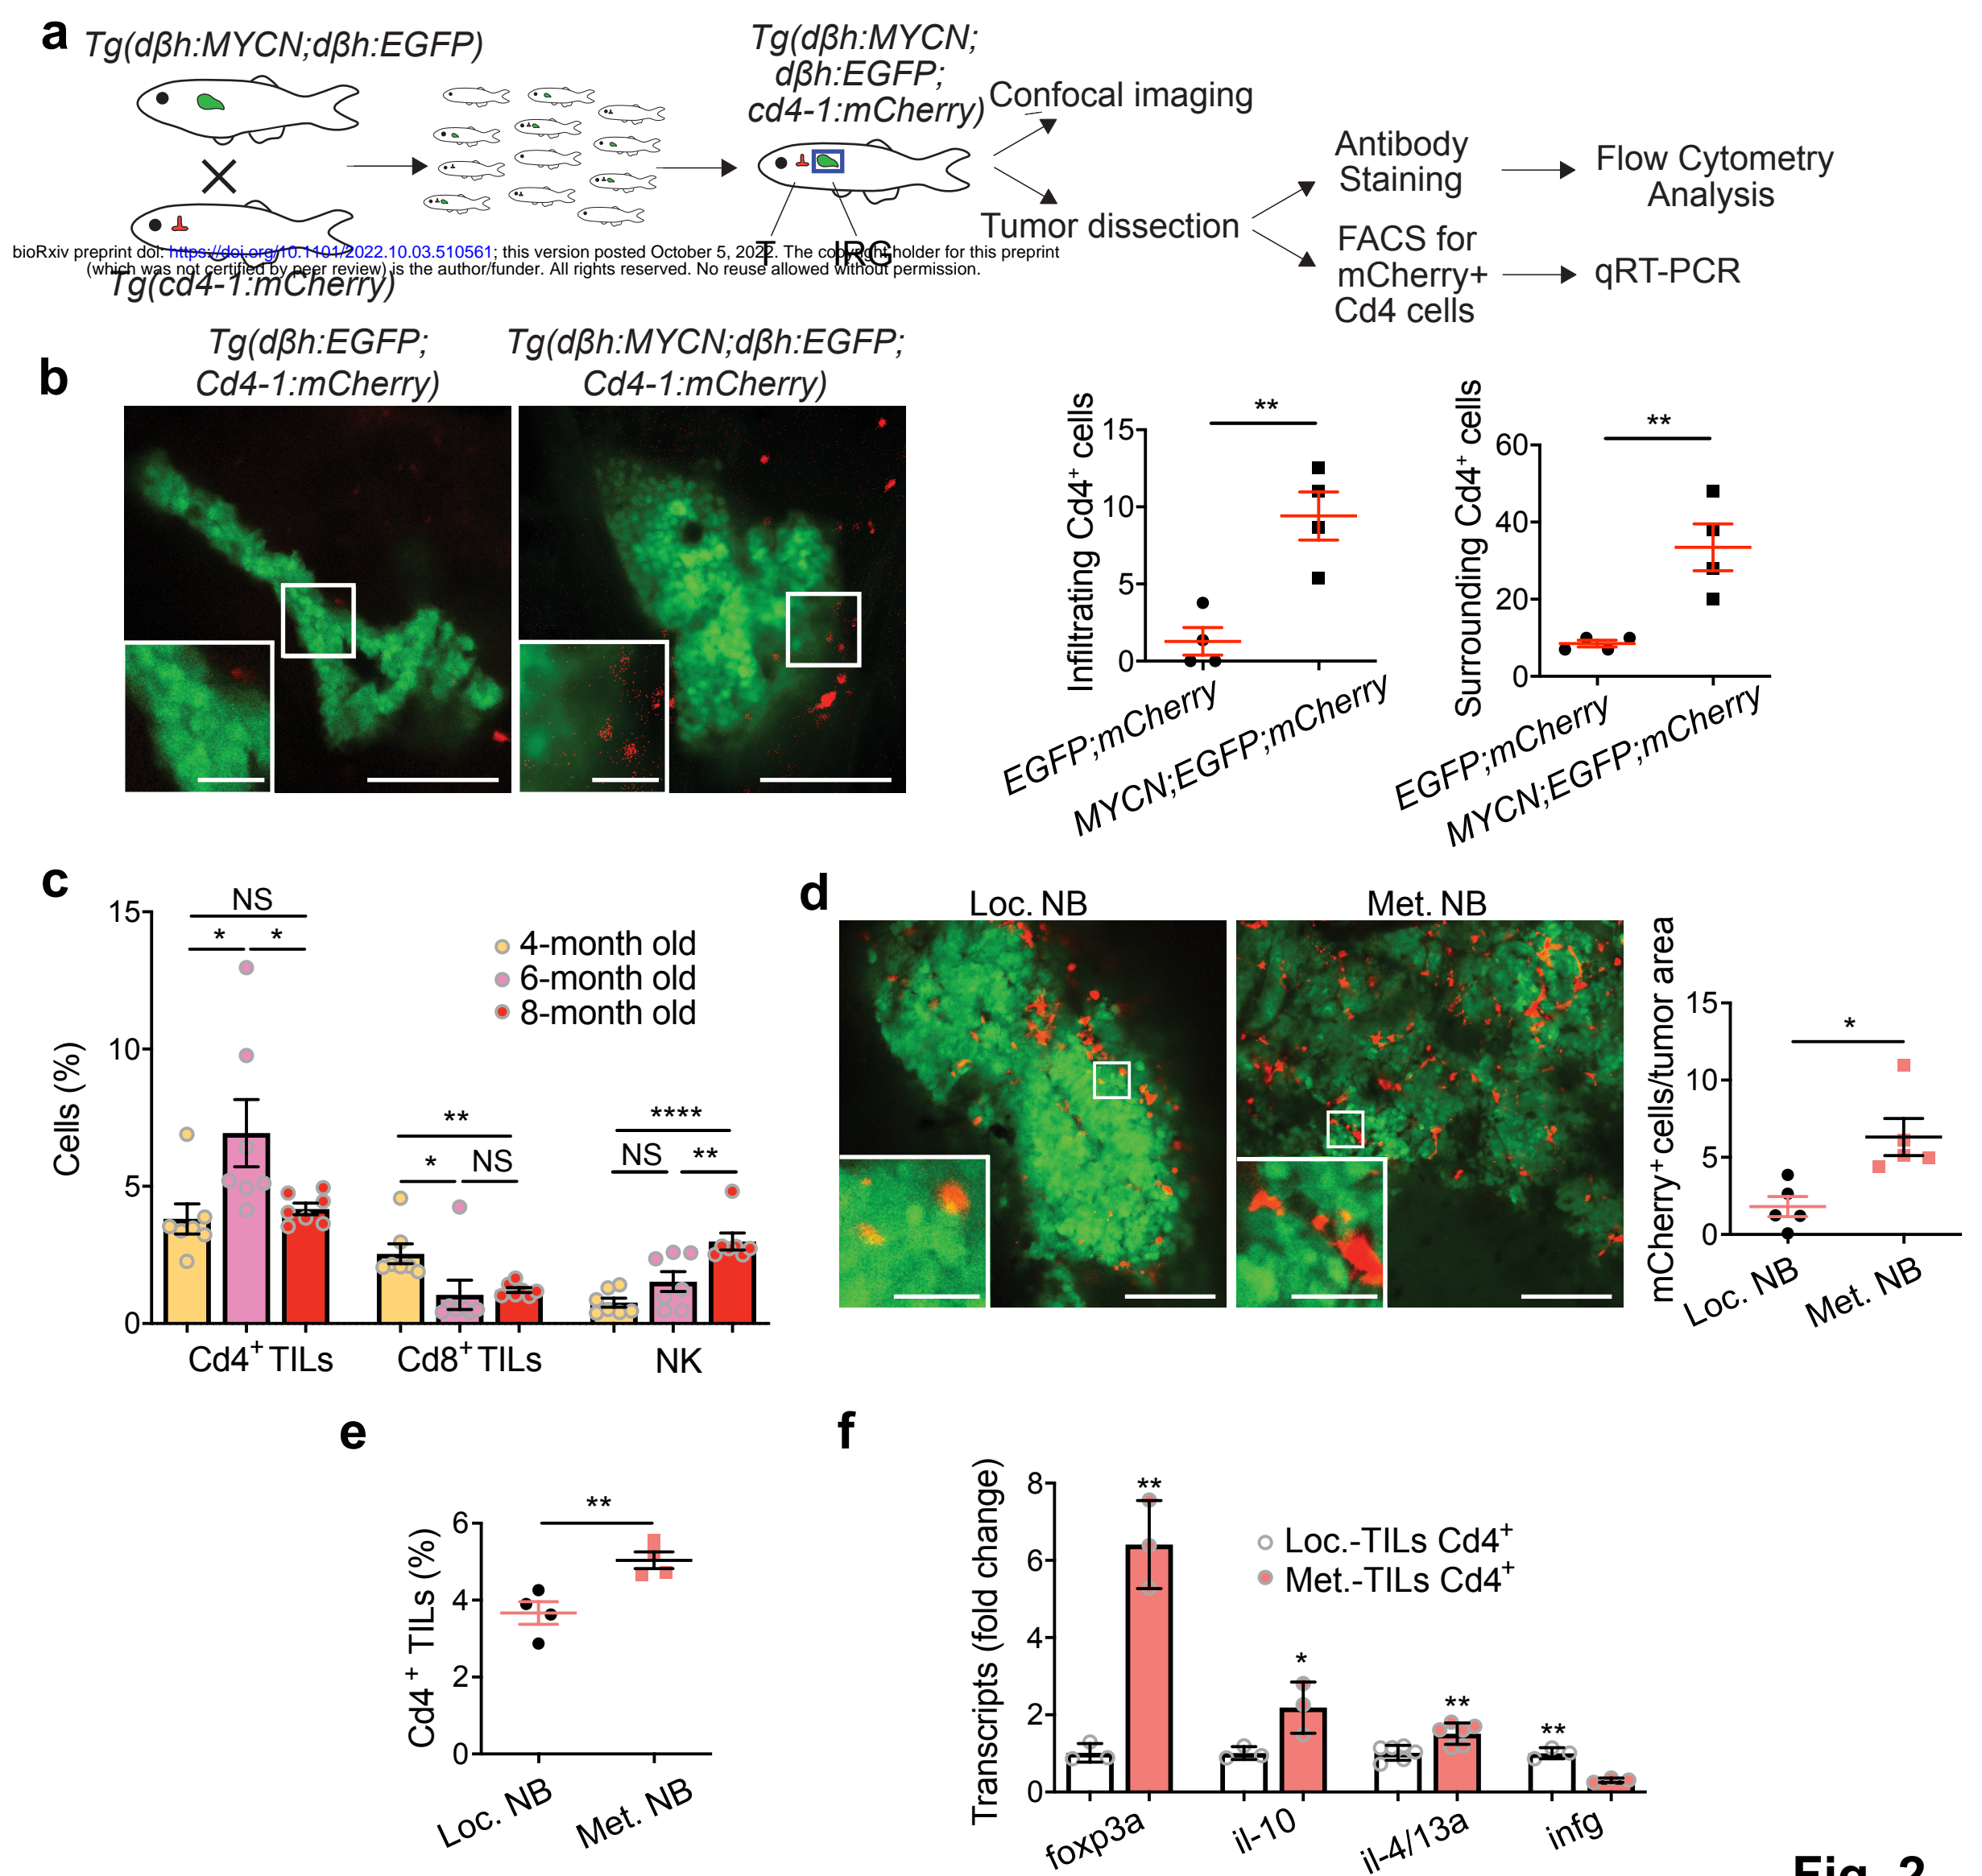 a
Tg(dβh:MYCN;dβh:EGFP)
Tg(dβh:MYCN;
dβh:EGFP;
cd4-1:mCherry)
Confocal imaging
Antibody
Staining
Flow Cytometry
Analysis
Tumor dissection
FACS for
mCherry+
Cd4 cells
qRT-PCR
T
IRG
bioRxiv preprint doi: https://doi.org/10.1101/2022.10.03.510561; this version posted October 5, 2022. The copyright holder for this preprint
(which was not certified by peer review) is the author/funder. All rights reserved. No reuse allowed without permission.
Tg(cd4-1:mCherry)
b
Tg(dβh:EGFP;
Cd4-1:mCherry)
Tg(dβh:MYCN;dβh:EGFP;
Cd4-1:mCherry)
Infiltrating Cd4+ cells
15
10
5
0
**
EGFP;mCherry
MYCN;EGFP;mCherry
Surrounding Cd4+ cells
60
40
20
0
**
EGFP;mCherry
MYCN;EGFP;mCherry
c
Cells (%)
15
10
5
0
NS
* *
4-month old
6-month old
8-month old
**
* NS
****
NS **
Cd4+ TILs
Cd8+ TILs
NK
d
Loc. NB
Met. NB
mCherry+ cells/tumor area
15
10
5
0
*
Loc. NB
Met. NB
e
Cd4+ TILs (%)
6
4
2
0
**
Loc. NB
Met. NB
f
Transcripts (fold change)
8
6
4
2
0
**
*
**
**
Loc.-TILs Cd4+
Met.-TILs Cd4+
foxp3a
il-10
il-4/13a
infg
Fig. 2